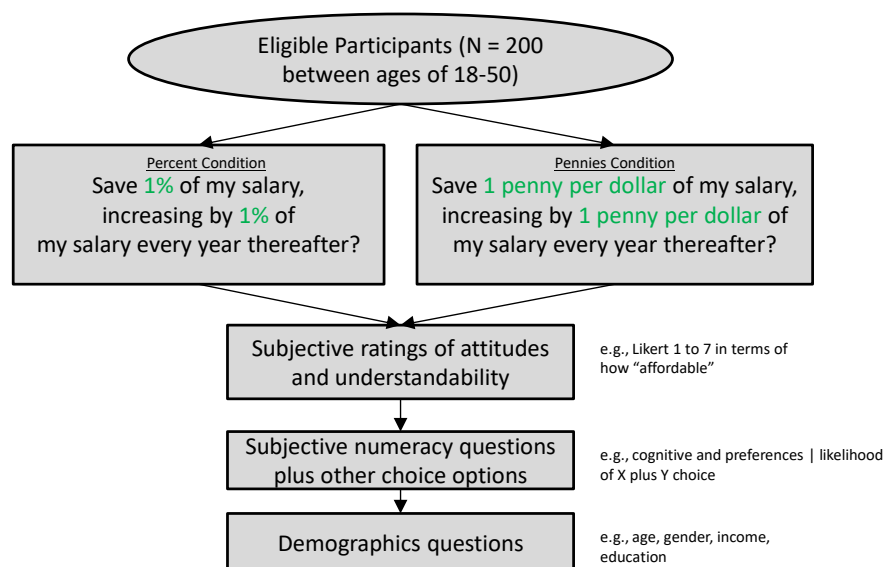 Eligible Participants (N = 200
between ages of 18-50)
Percent Condition
Save 1% of my salary,
increasing by 1% of
my salary every year thereafter?
Pennies Condition
Save 1 penny per dollar of my salary,
increasing by 1 penny per dollar of
my salary every year thereafter?
Subjective ratings of attitudes
and understandability
e.g., Likert 1 to 7 in terms of
how “affordable”
Subjective numeracy questions
plus other choice options
e.g., cognitive and preferences | likelihood
of X plus Y choice
Demographics questions
e.g., age, gender, income,
education